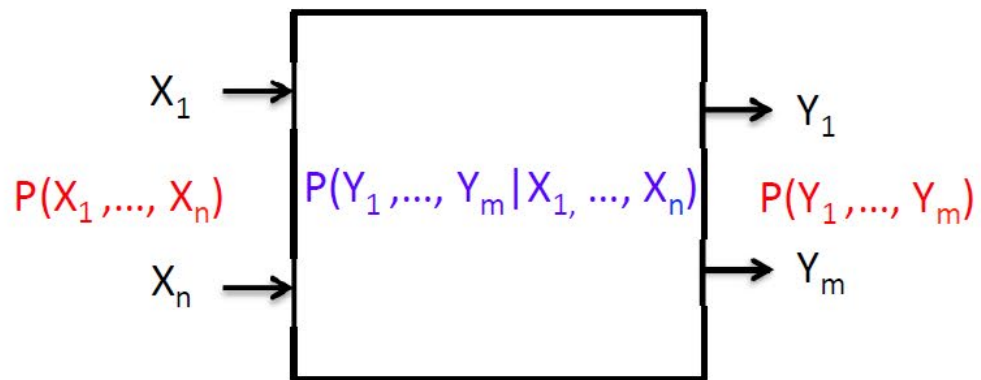 X₁
Y₁
P(X₁,..., Xₙ) P(Y₁,..., Yₘ|X₁, ..., Xₙ) P(Y₁,..., Yₘ)
Xₙ
Yₘ